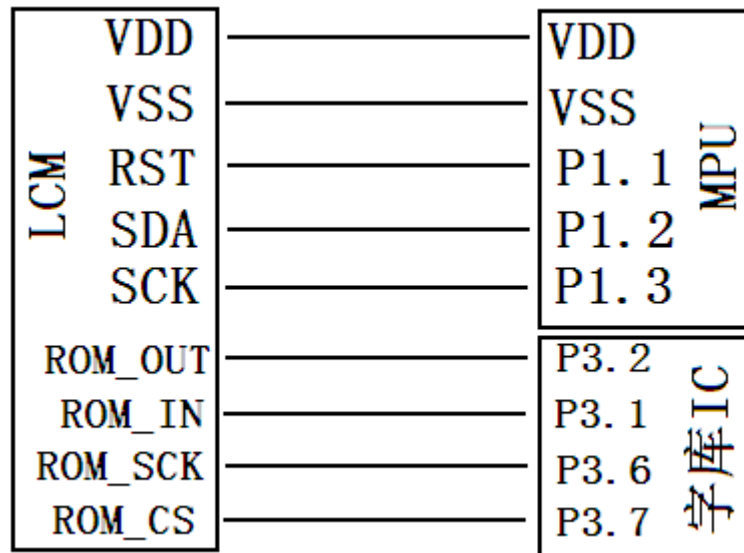 LCM
VDD
VSS
RST
SDA
SCK
ROM_OUT
ROM_IN
ROM_SCK
ROM_CS
VDD
VSS
P1.1
P1.2
P1.3
MPU
P3.2
P3.1
P3.6
P3.7
字库IC